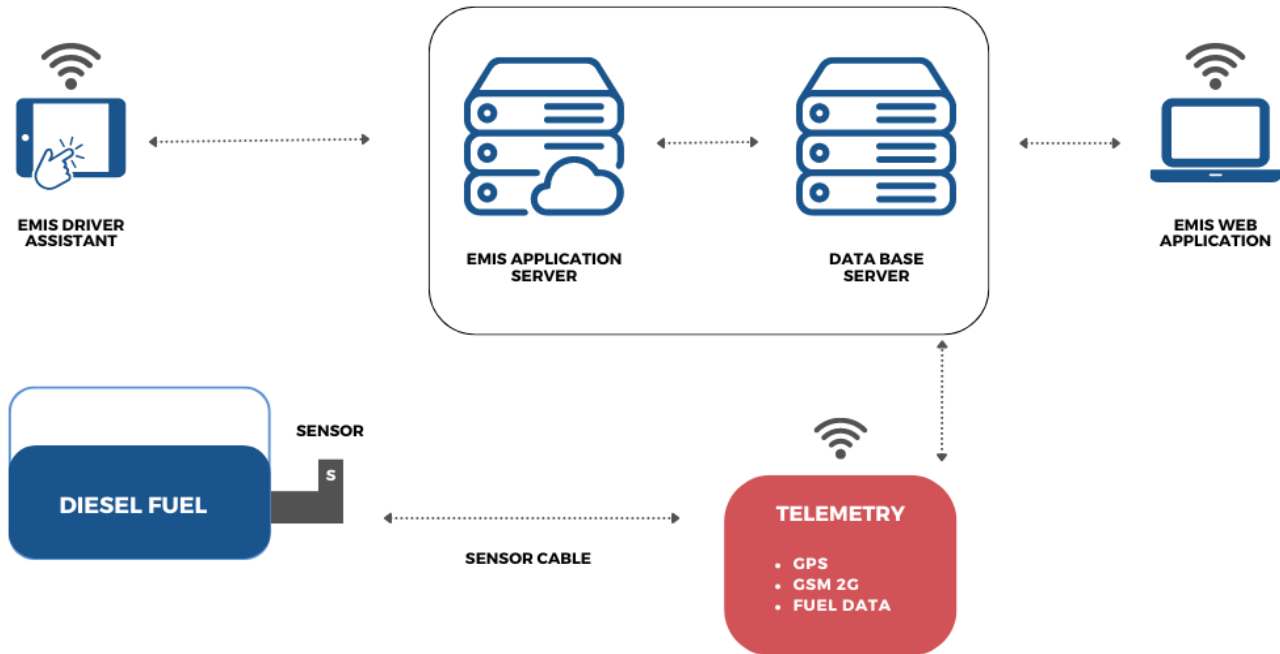 EMIS DRIVER
ASSISTANT
EMIS APPLICATION
SERVER
DATA BASE
SERVER
EMIS WEB
APPLICATION
SENSOR
S
DIESEL FUEL
SENSOR CABLE
TELEMETRY
• GPS
• GSM 2G
• FUEL DATA